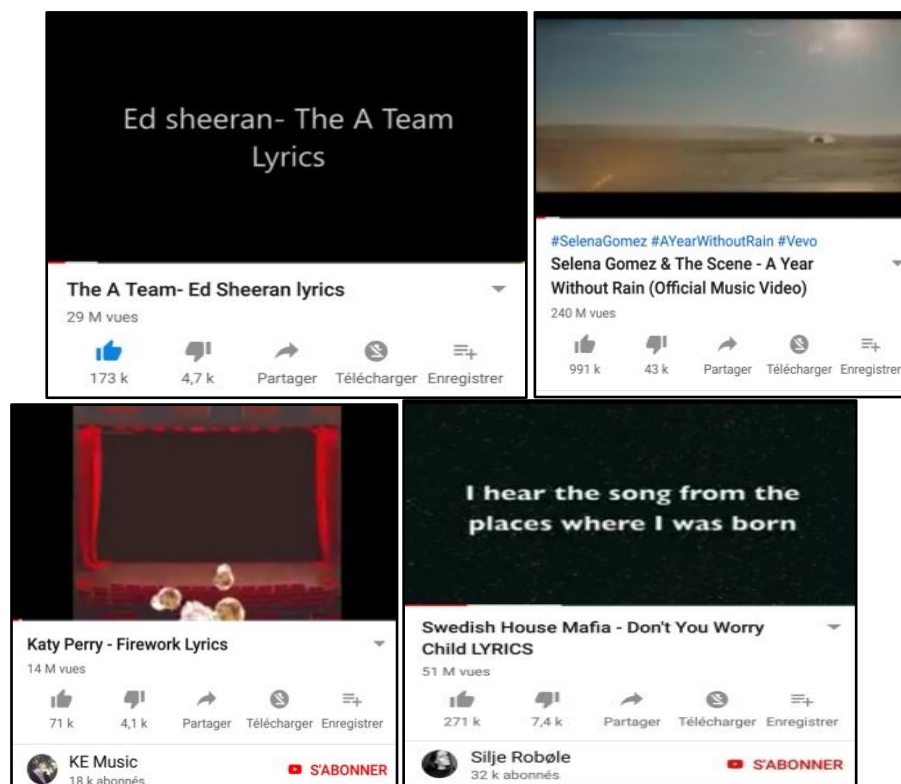 Ed sheeran- The A Team
Lyrics
The A Team- Ed Sheeran lyrics
29 M vues
173 k 4,7 k Partager Télécharger Enregistrer
#SelenaGomez #AYearWithoutRain #Vevo
Selena Gomez & The Scene - A Year
Without Rain (Official Music Video)
240 M vues
991 k 43 k Partager Télécharger Enregistrer
Katy Perry - Firework Lyrics
14 M vues
71 k 4,1 k Partager Télécharger Enregistrer
KE Music
18 k abonnés
S'ABONNER
I hear the song from the
places where I was born
Swedish House Mafia - Don't You Worry
Child LYRICS
51 M vues
271 k 7,4 k Partager Télécharger Enregistrer
Silje Robøle
32 k abonnés
S'ABONNER